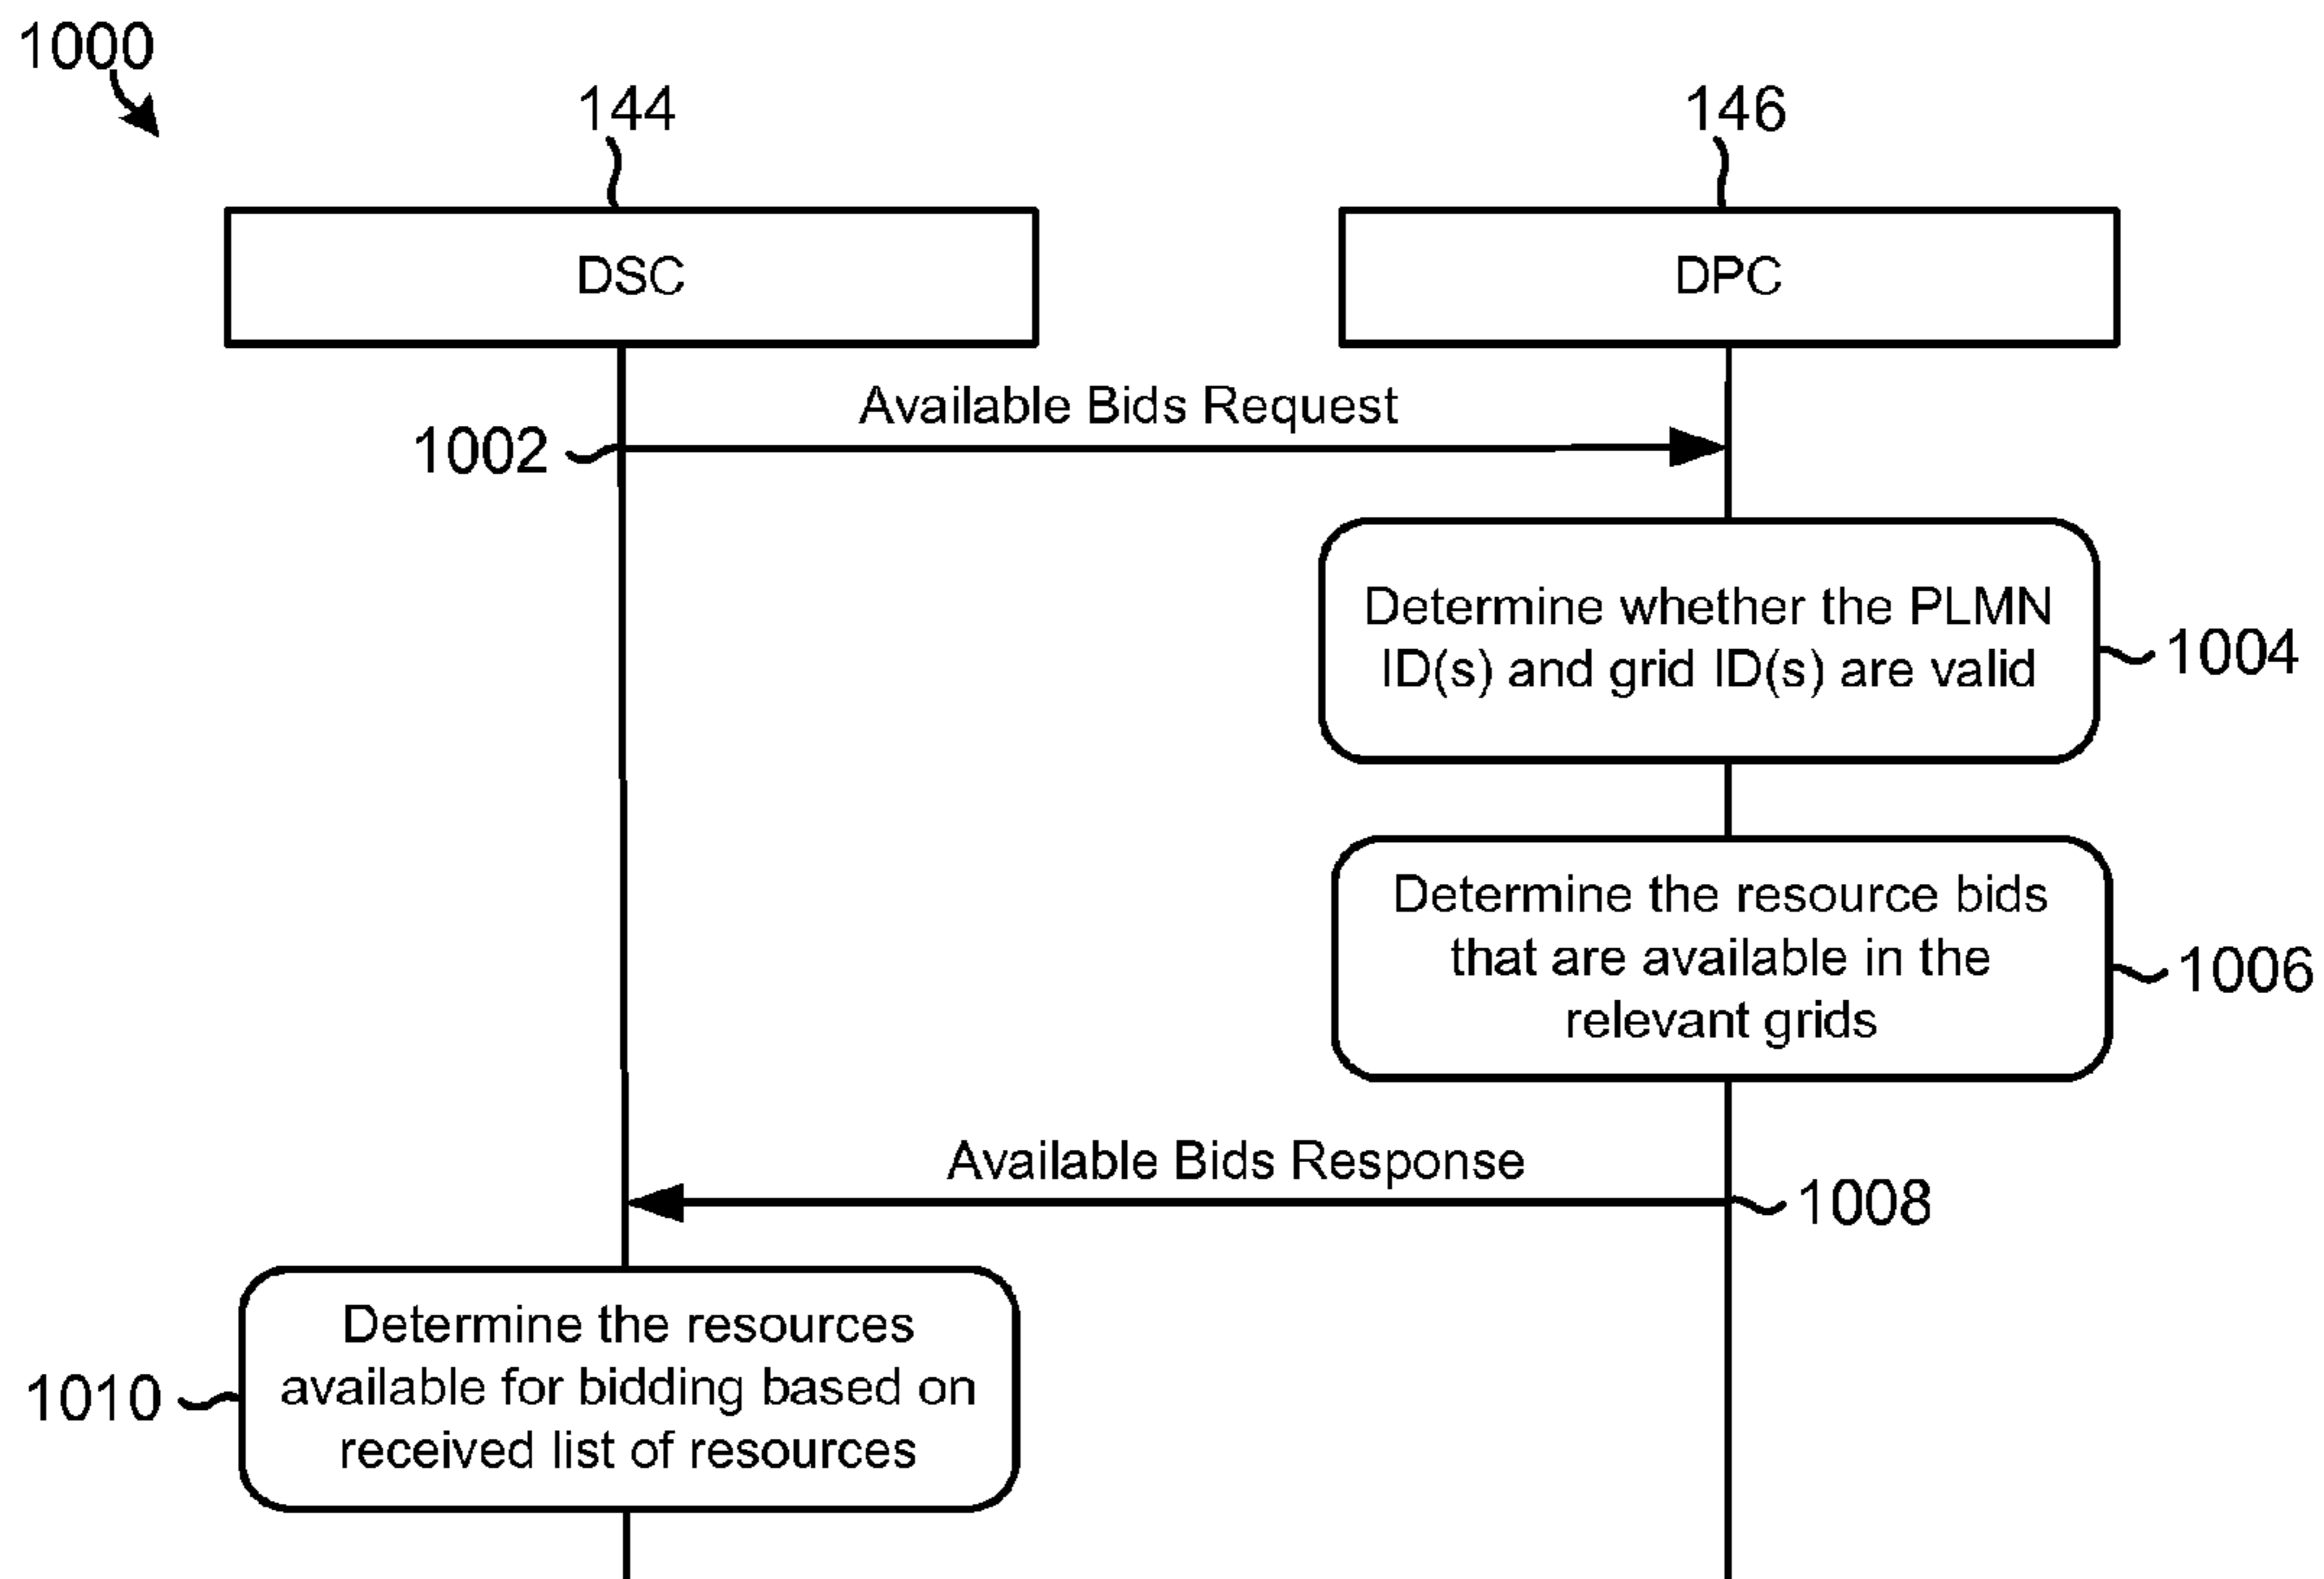 1000
144
146
DSC
DPC
Available Bids Request
1002
Determine whether the PLMN
ID(s) and grid ID(s) are valid
1004
Determine the resource bids
that are available in the
relevant grids
1006
Available Bids Response
1008
Determine the resources
available for bidding based on
received list of resources
1010